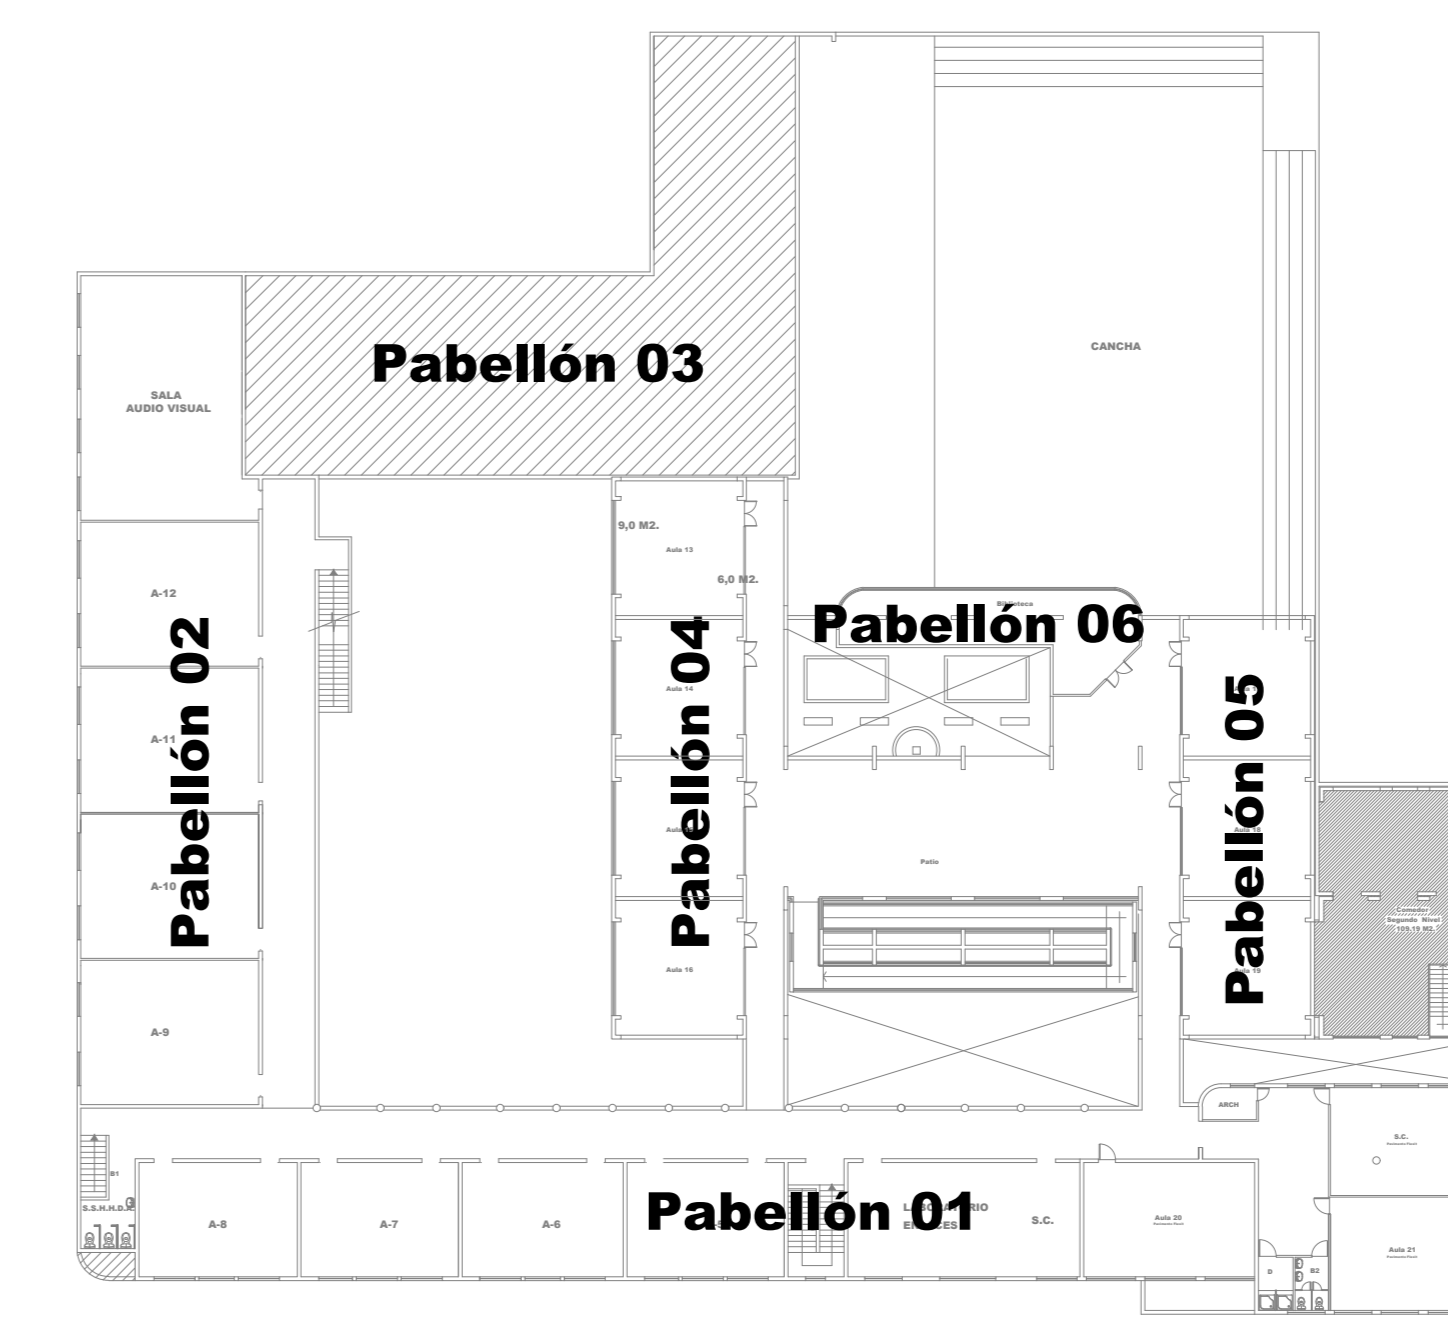 Pabellón 03
CANCHA
SALA
AUDIO VISUAL
9,0 M2.
Aula 13
6,0 M2.
A-12
Biblioteca
Pabellón 06
Pabellón 02
Pabellón 04
Aula 14
Pabellón 05
A-11
Aula 18
Patio
A-10
Comedor
Segundo Nivel
109.19 M2.
Aula 16
Aula 19
A-9
ARCH
S.C.
B1
S.S.H.H.D.
A-8
A-7
A-6
Pabellón 01
S.C.
Aula 20
Aula 21
D
B2